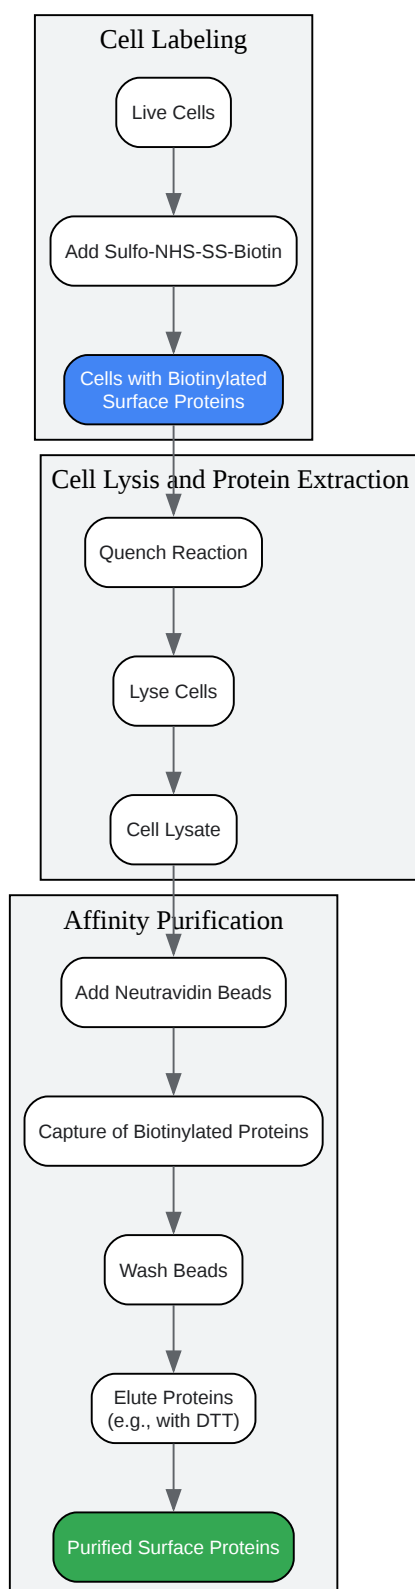 Cell Labeling
Live Cells
Add Sulfo-NHS-SS-Biotin
Cells with Biotinylated
Surface Proteins
Cell Lysis and Protein Extraction
Quench Reaction
Lyse Cells
Cell Lysate
Affinity Purification
Add Neutravidin Beads
Capture of Biotinylated Proteins
Wash Beads
Elute Proteins
(e.g., with DTT)
Purified Surface Proteins